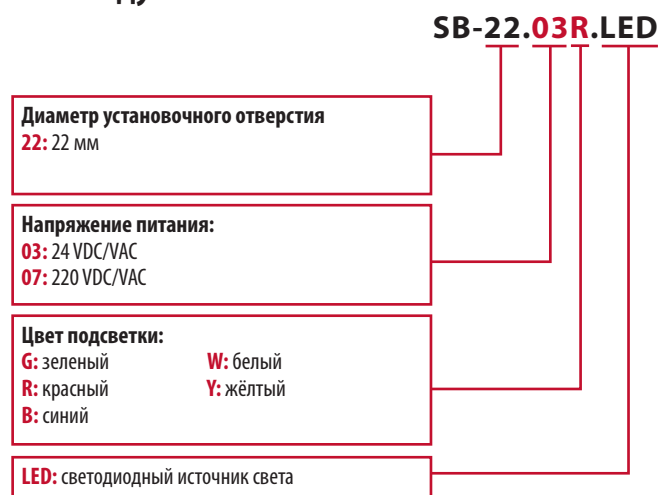 SB-22.03R.LED
Диаметр установочного отверстия
22: 22 мм
Напряжение питания:
03: 24 VDC/VAC
07: 220 VDC/VAC
Цвет подсветки:
G: зеленый W: белый
R: красный Y: жёлтый
B: синий
LED: светодиодный источник света